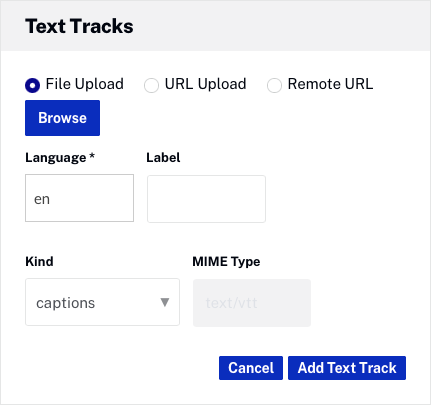 Text Tracks
File Upload URL Upload Remote URL
Browse
Language * Label
en
Kind MIME Type
captions text/vtt
Cancel Add Text Track